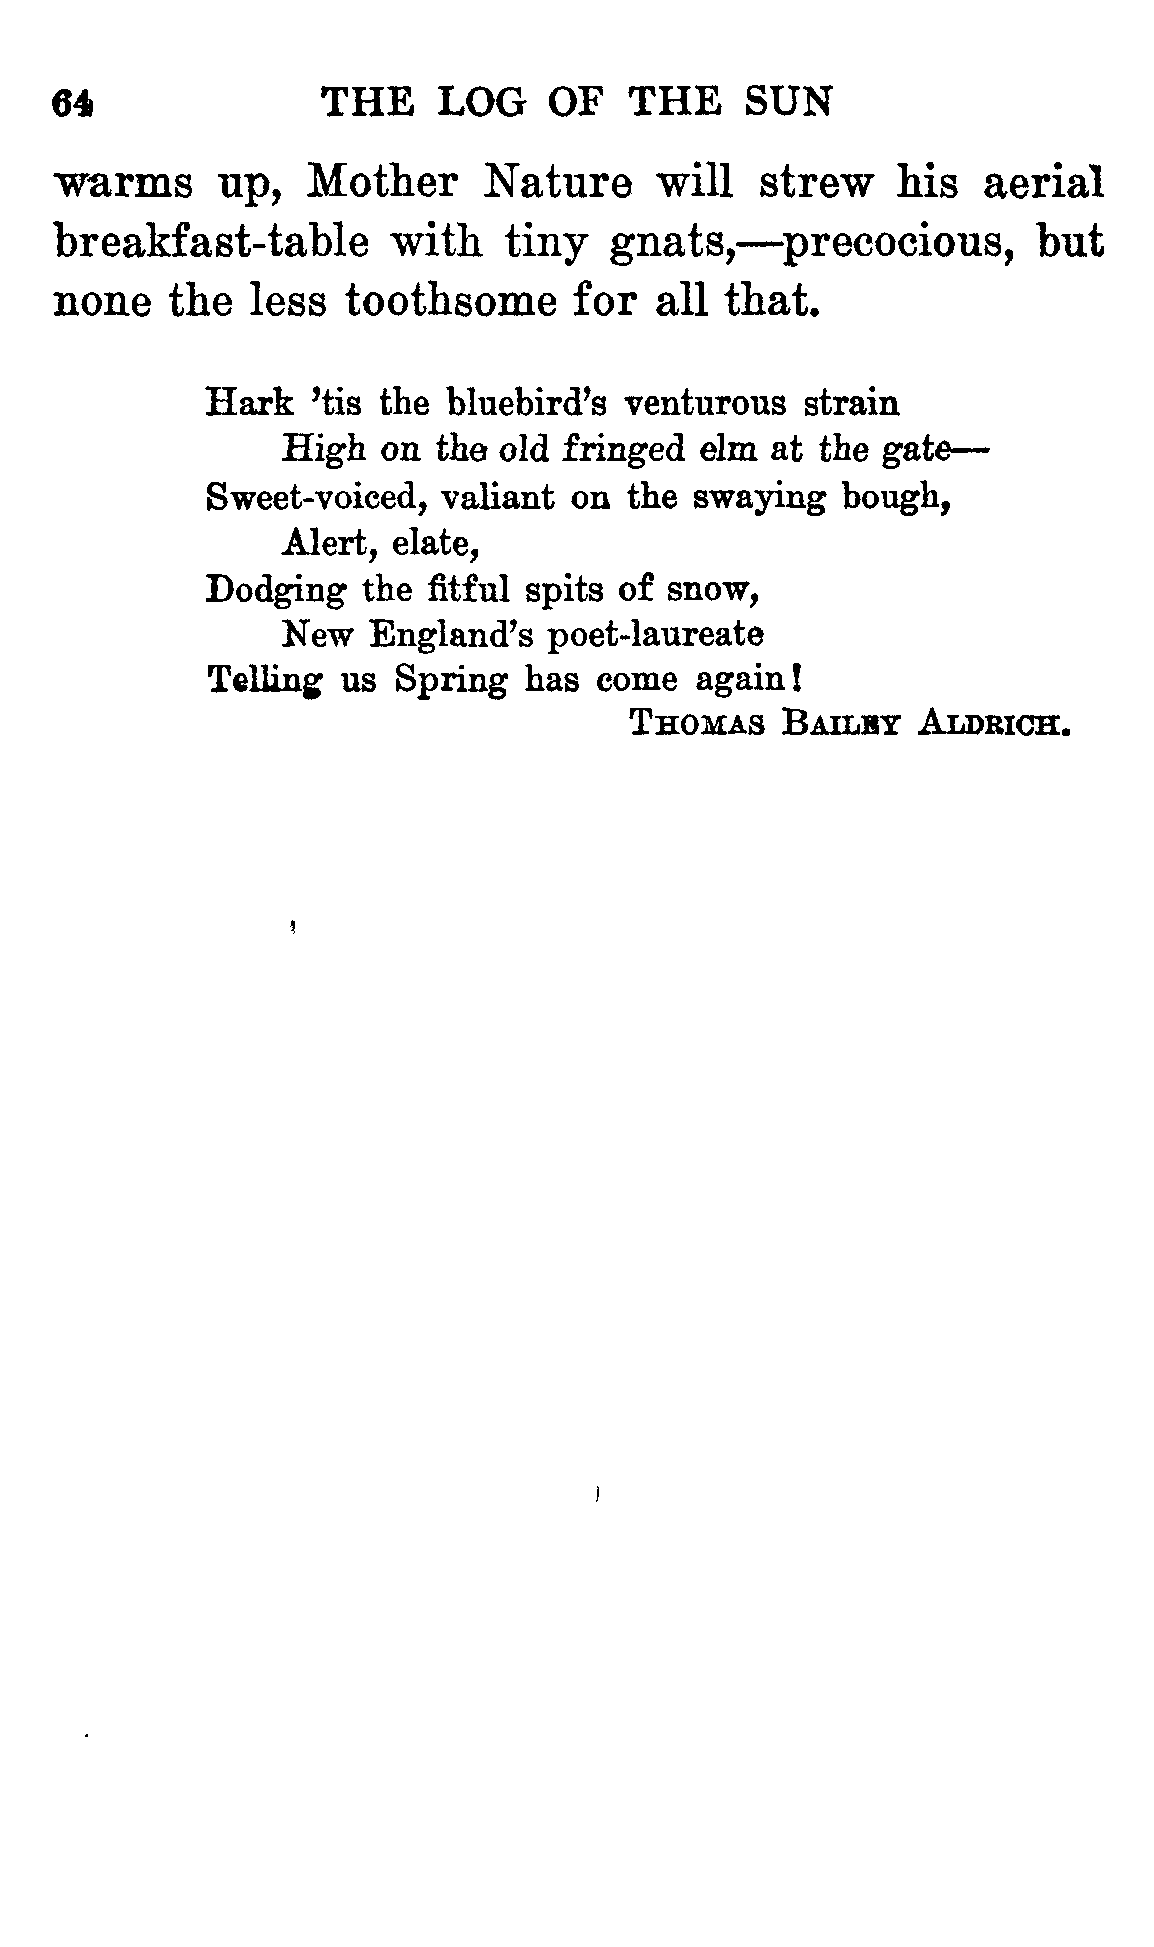 64 THE LOG OF THE SUN
warms up, Mother Nature will strew his aerial
breakfast-table with tiny gnats,—precocious, but
none the less toothsome for all that.
Hark ’tis the bluebird’s venturous strain
High on the old fringed elm at the gate—
Sweet-voiced, valiant on the swaying bough,
Alert, elate,
Dodging the fitful spits of snow,
New England’s poet-laureate
Telling us Spring has come again!
THOMAS BAILEY ALDRICH.